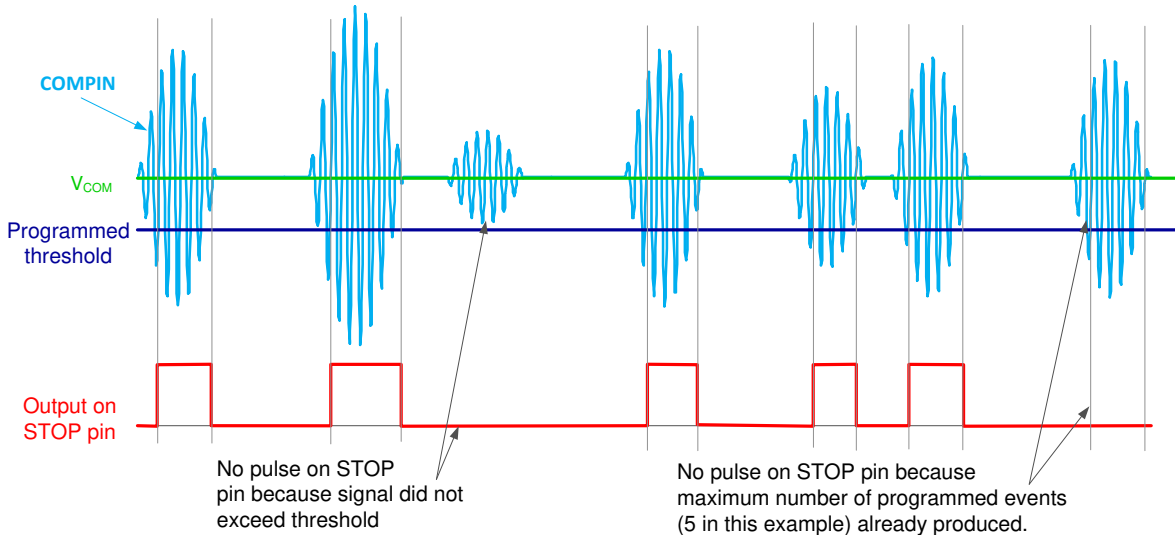 COMPIN
VCOM
Programmed
threshold
Output on
STOP pin
No pulse on STOP
pin because signal did not
exceed threshold
No pulse on STOP pin because
maximum number of programmed events
(5 in this example) already produced.